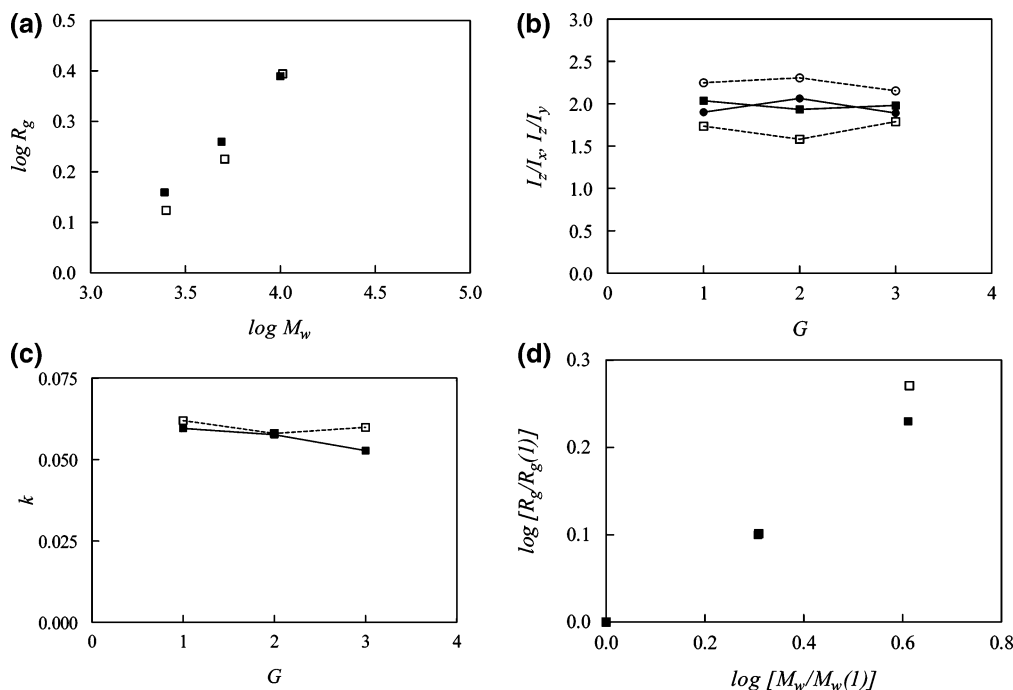 (a)
0.5
0.4
0.3
0.2
0.1
0.0
log R_g
3.0 3.5 4.0 4.5 5.0
log M_w
(b)
3.0
2.5
2.0
1.5
1.0
0.5
0.0
I_z/I_x, I_z/I_y
0 1 2 3 4
G
(c)
0.075
0.050
0.025
0.000
k
0 1 2 3 4
G
(d)
0.3
0.2
0.1
0.0
log [R_g/R_g(1)]
0.0 0.2 0.4 0.6 0.8
log [M_w/M_w(1)]